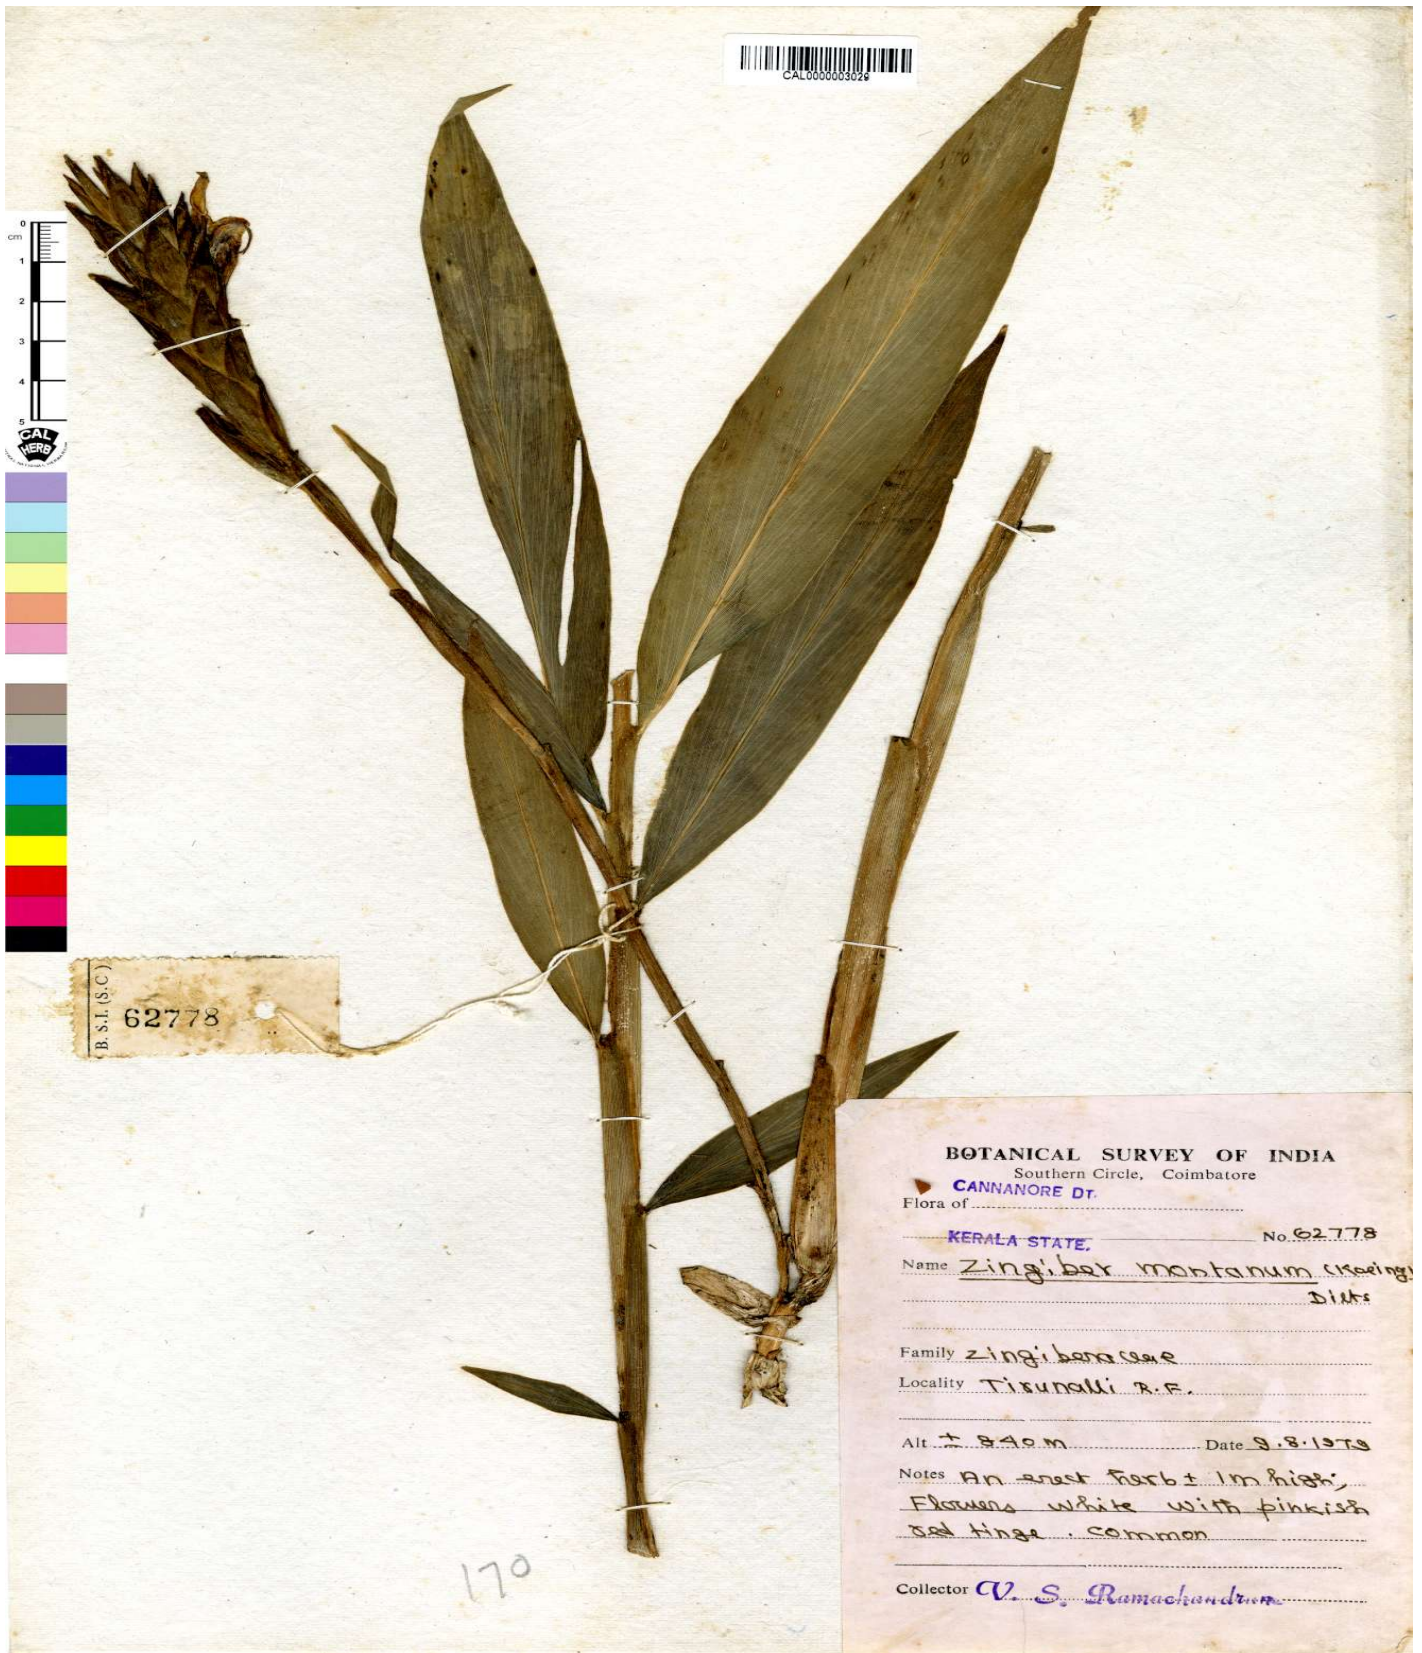 CAL0000003029
0
cm
1
2
3
4
5
CAL
HERB
B. S.I. (S.C)
62778
BOTANICAL SURVEY OF INDIA
Southern Circle, Coimbatore
CANNANORE DT.
Flora of
KERALA STATE.
No. 62778
Name Zingiber montanum (Koeing)
Dilts
Family Zingiberaceae
Locality Tirunalli R.F.
Alt ± 840 m Date 9.8.1979
Notes An erect herb ± 1m high;
Flowers white with pinkish
red tinge. common
Collector V. S. Ramachandran
170